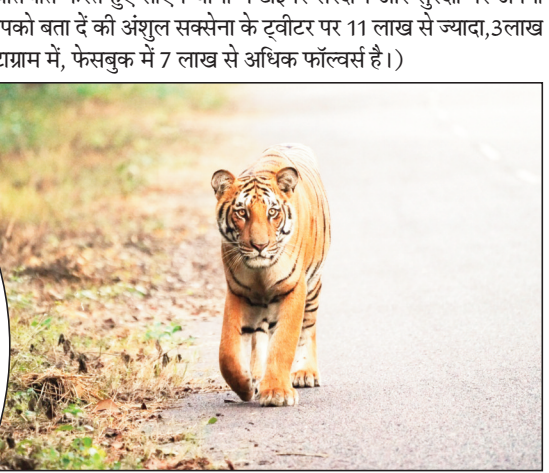 पको बता दें की अंशुल सक्सेना के ट्वीटर पर 11 लाख से ज्यादा,3लाख
टाग्राम में, फेसबुक में 7 लाख से अधिक फॉल्वर्स है।)